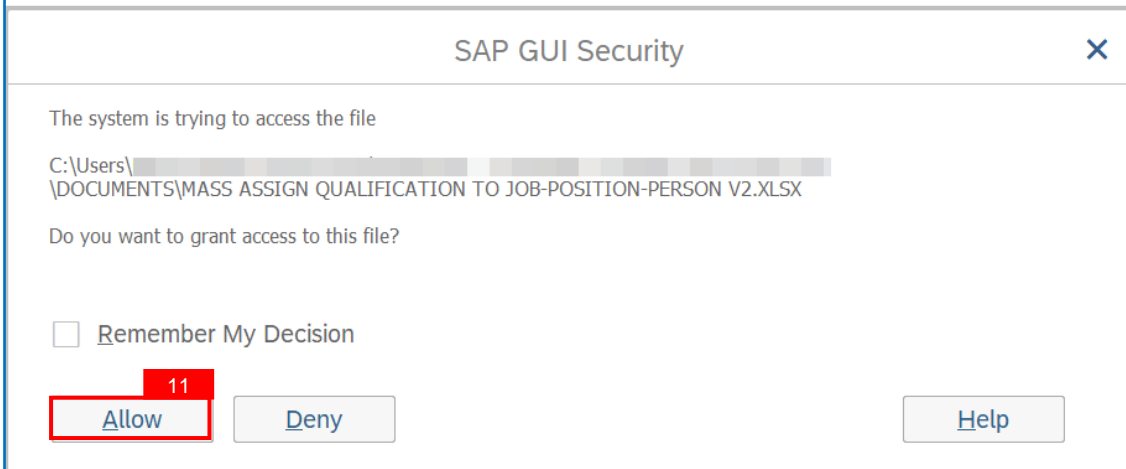 SAP GUI Security
The system is trying to access the file
C:\Users\
\DOCUMENTS\MASS ASSIGN QUALIFICATION TO JOB-POSITION-PERSON V2.XLSX
Do you want to grant access to this file?
Remember My Decision
11
Allow
Deny
Help